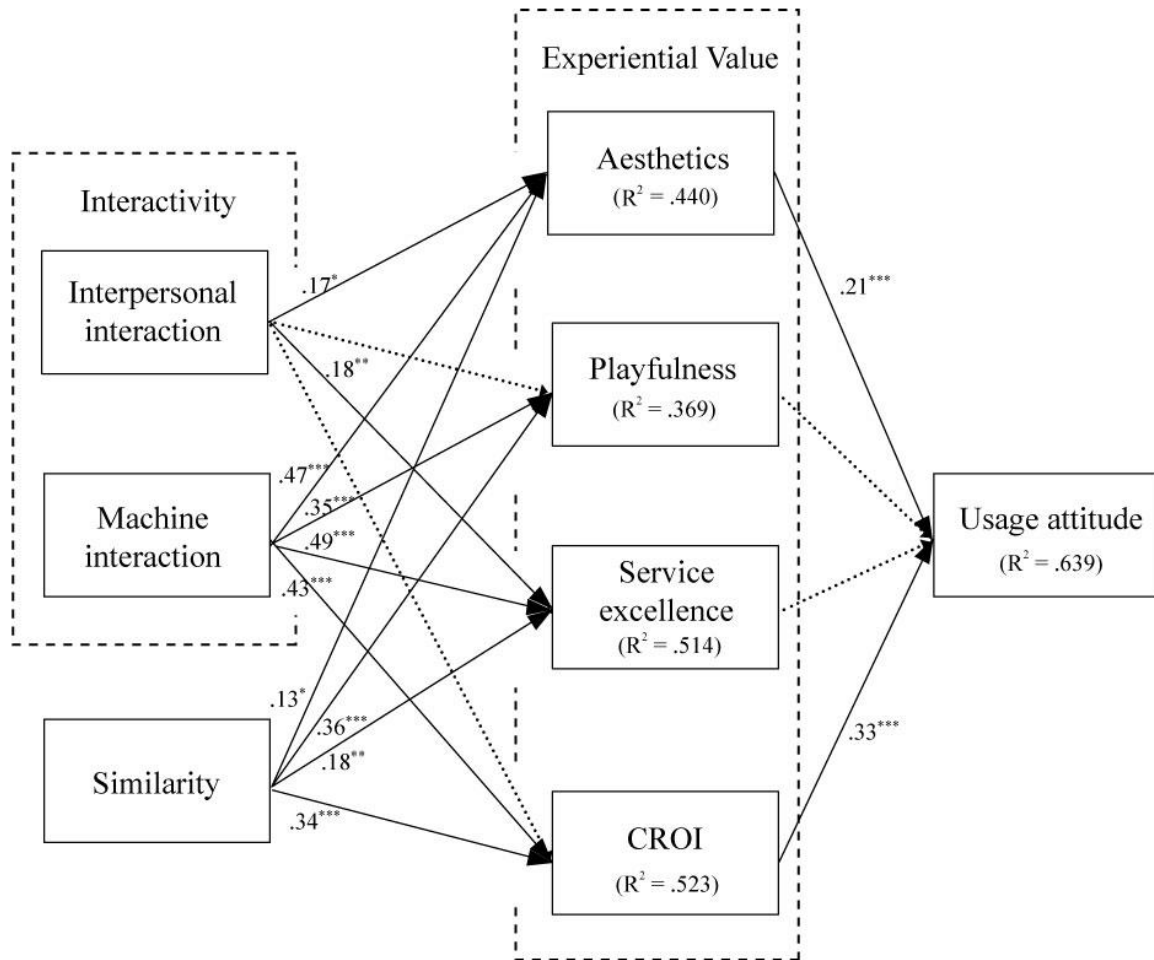 Experiential Value
Aesthetics
(R² = .440)
Interactivity
Interpersonal
interaction
.17*
.21***
.18**
Playfulness
(R² = .369)
.47***
.35***
.49***
.43***
Machine
interaction
Service
excellence
(R² = .514)
Usage attitude
(R² = .639)
.13*
.36***
.18**
.34***
Similarity
.33***
CROI
(R² = .523)